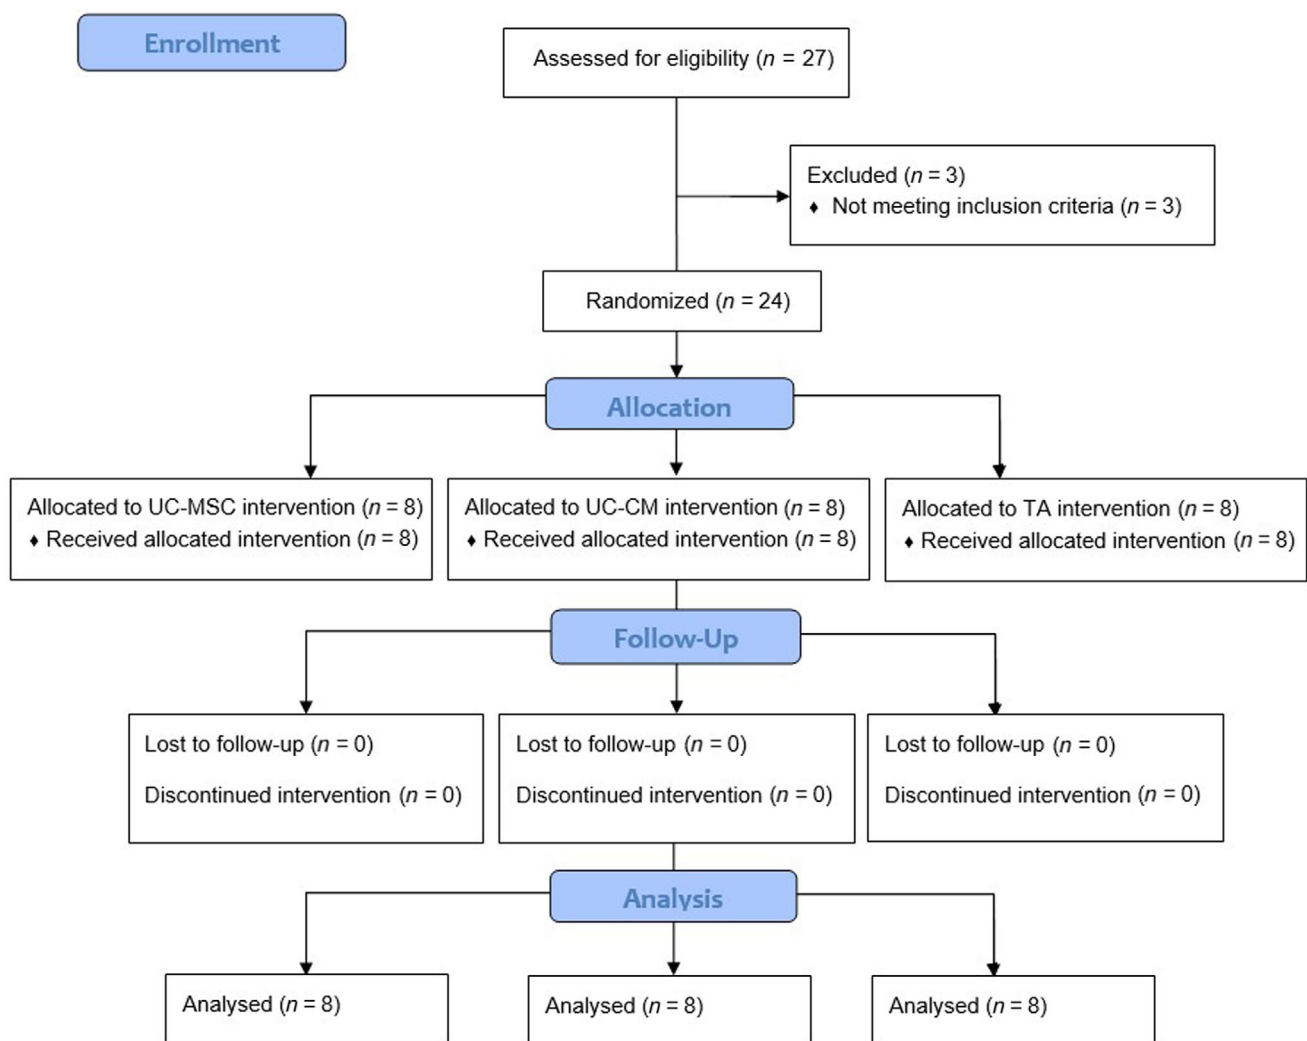 Enrollment
Assessed for eligibility (n = 27)
Excluded (n = 3)
♦ Not meeting inclusion criteria (n = 3)
Randomized (n = 24)
Allocation
Allocated to UC-MSC intervention (n = 8)
♦ Received allocated intervention (n = 8)
Allocated to UC-CM intervention (n = 8)
♦ Received allocated intervention (n = 8)
Allocated to TA intervention (n = 8)
♦ Received allocated intervention (n = 8)
Follow-Up
Lost to follow-up (n = 0)
Discontinued intervention (n = 0)
Lost to follow-up (n = 0)
Discontinued intervention (n = 0)
Lost to follow-up (n = 0)
Discontinued intervention (n = 0)
Analysis
Analysed (n = 8)
Analysed (n = 8)
Analysed (n = 8)